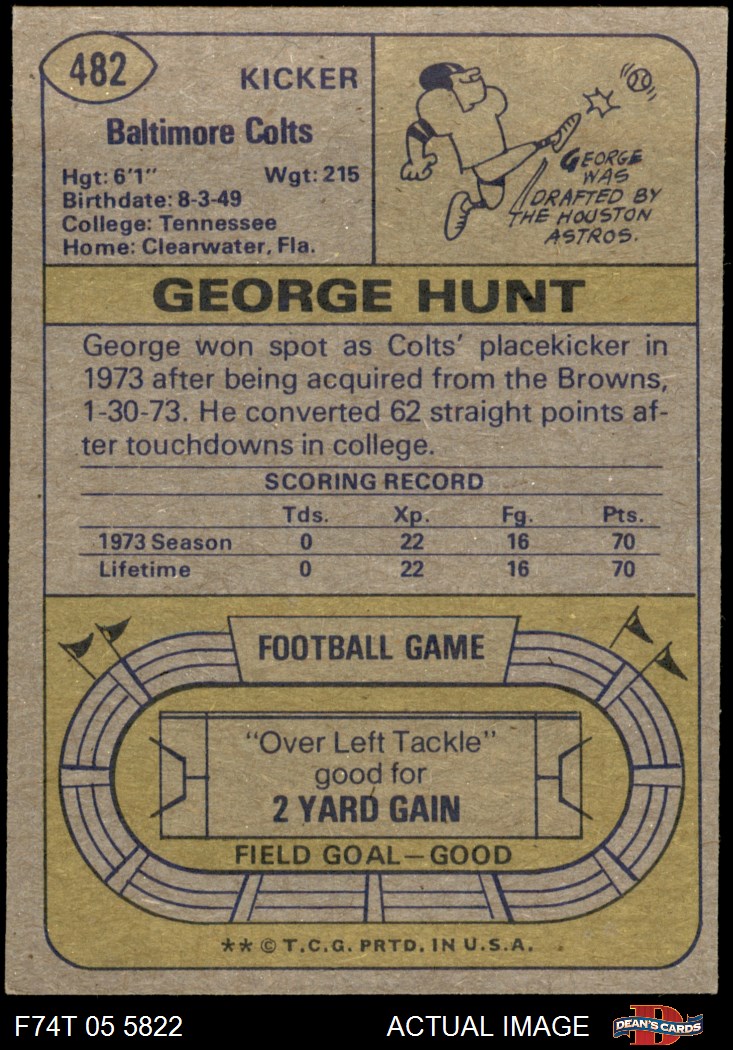 482
KICKER
Baltimore Colts
Hgt: 6'1" Wgt: 215
Birthdate: 8-3-49
College: Tennessee
Home: Clearwater, Fla.
GEORGE
WAS
DRAFTED BY
THE HOUSTON
ASTROS.
GEORGE HUNT
George won spot as Colts' placekicker in
1973 after being acquired from the Browns,
1-30-73. He converted 62 straight points af-
ter touchdowns in college.
SCORING RECORD
Tds. Xp. Fg. Pts.
1973 Season 0 22 16 70
Lifetime 0 22 16 70
FOOTBALL GAME
"Over Left Tackle"
good for
2 YARD GAIN
FIELD GOAL—GOOD
** © T.C.G. PRTD. IN U.S.A.
F74T 05 5822 ACTUAL IMAGE
DEAN'S CARDS